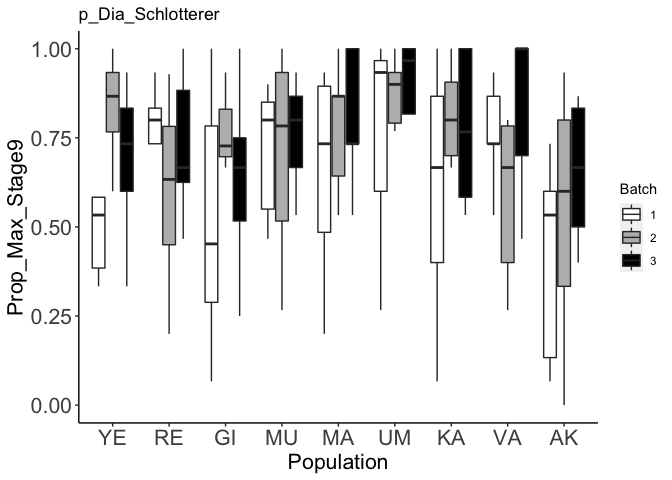 p_Dia_Schlotterer
Prop_Max_Stage9
1.00
0.75
0.50
0.25
0.00
YE RE GI MU MA UM KA VA AK
Population
Batch
1
2
3